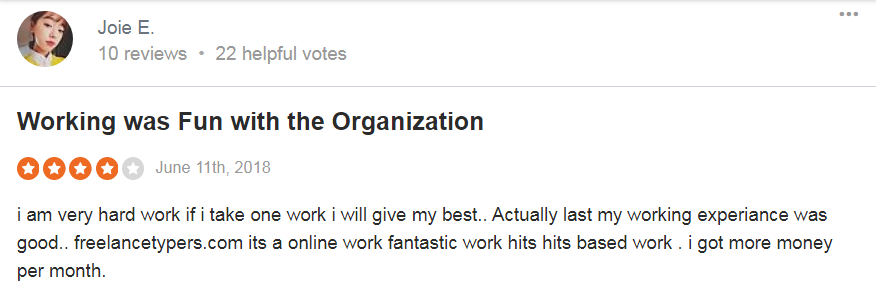 Joie E.
10 reviews • 22 helpful votes
Working was Fun with the Organization
June 11th, 2018
i am very hard work if i take one work i will give my best.. Actually last my working experiance was
good.. freelancetypers.com its a online work fantastic work hits hits based work . i got more money
per month.